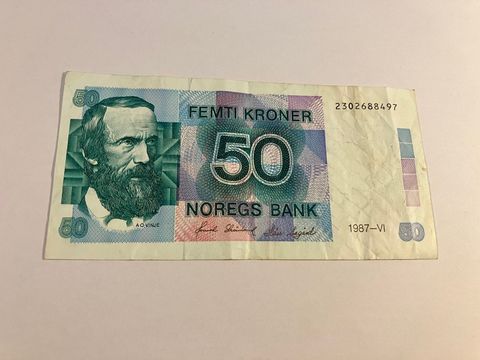 50
FEMTI KRONER
2302688497
50
NOREGS BANK
A.O.VINJE
1987—VI
50
50